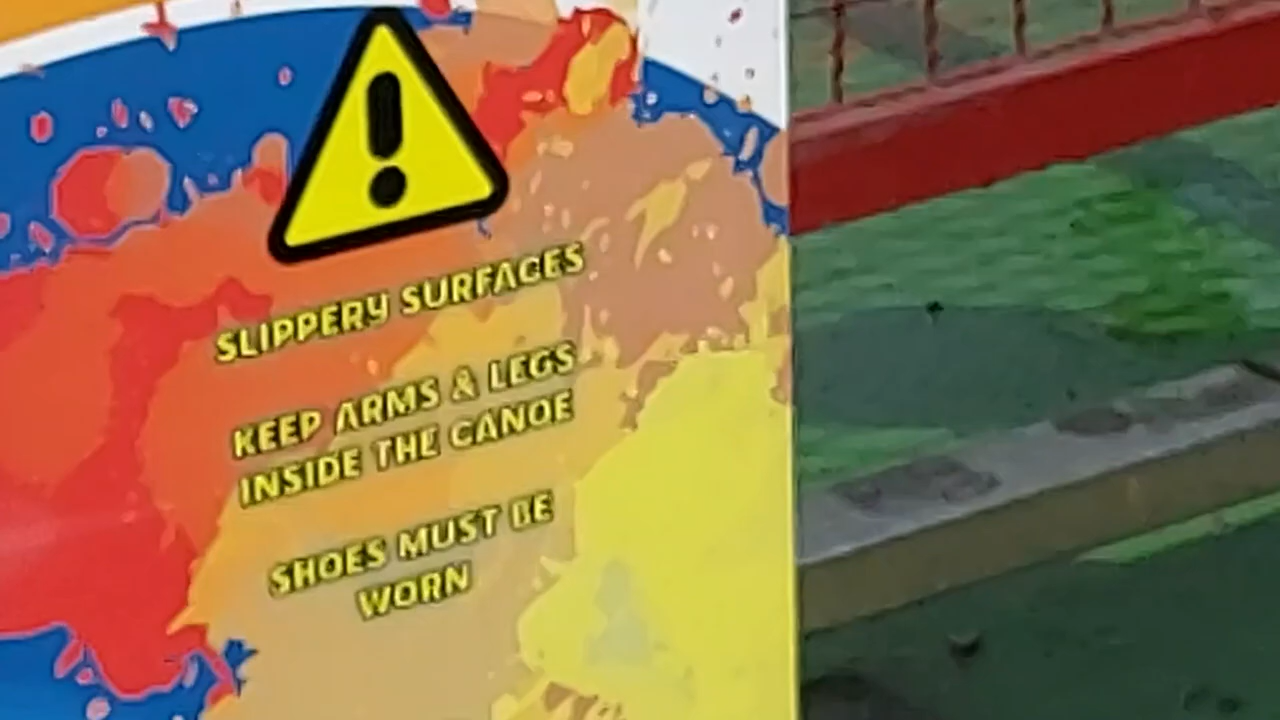 SLIPPERY SURFACES
KEEP ARMS & LEGS
INSIDE THE CANOE
SHOES MUST BE
WORN